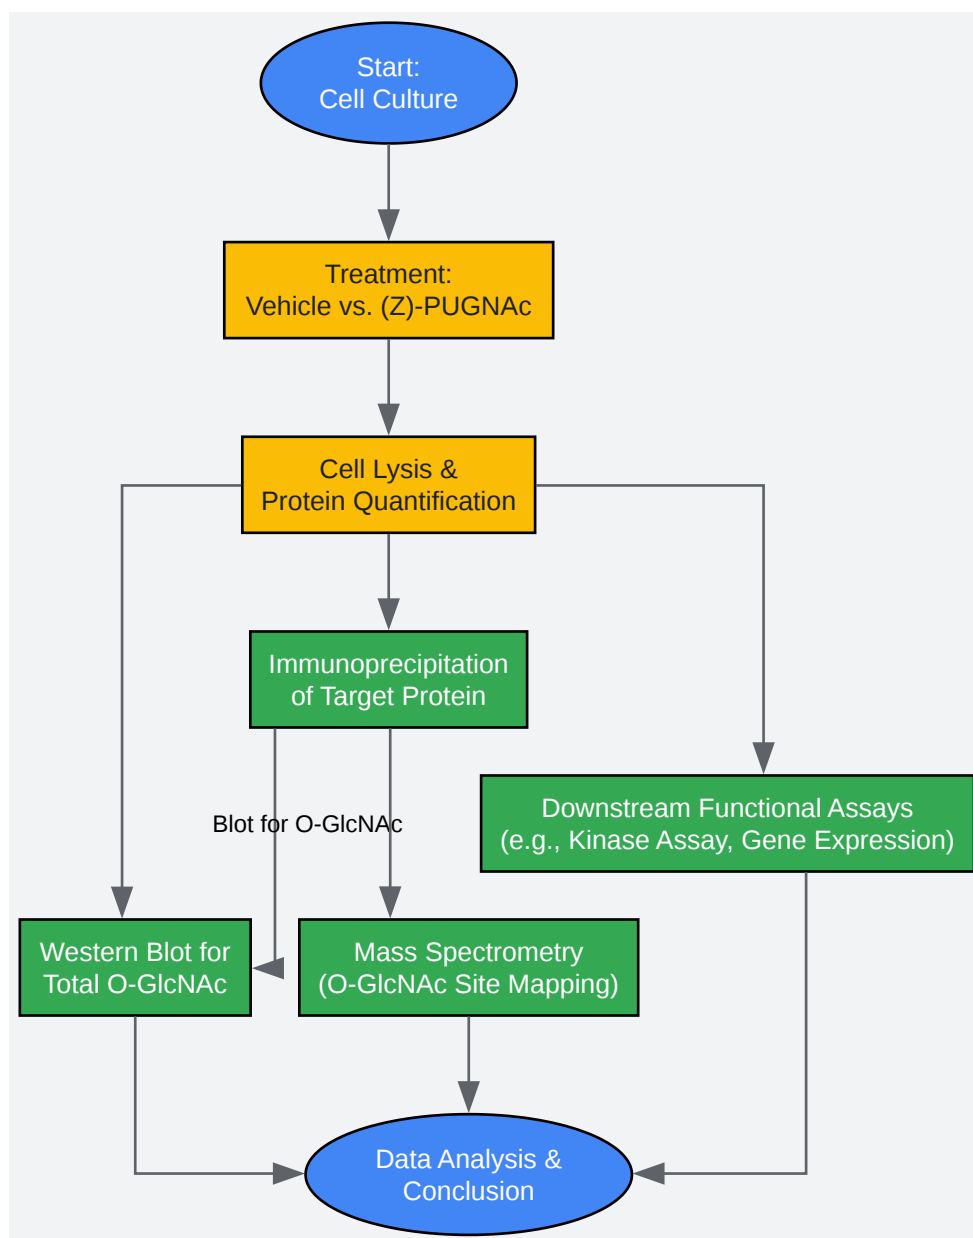 Start:
Cell Culture
Treatment:
Vehicle vs. (Z)-PUGNAc
Cell Lysis &
Protein Quantification
Immunoprecipitation
of Target Protein
Blot for O-GlcNAc
Downstream Functional Assays
(e.g., Kinase Assay, Gene Expression)
Western Blot for
Total O-GlcNAc
Mass Spectrometry
(O-GlcNAc Site Mapping)
Data Analysis &
Conclusion